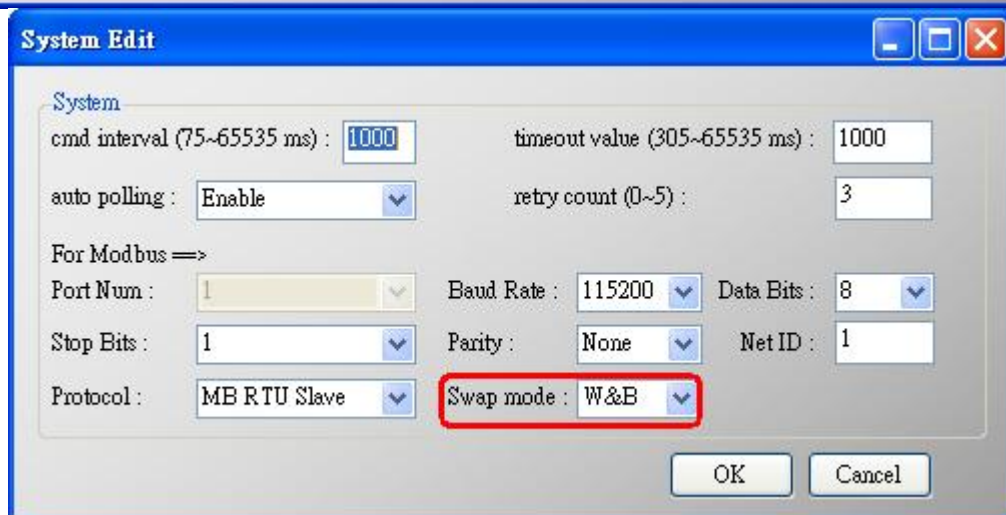 System Edit
System
cmd interval (75~65535 ms) : 1000 timeout value (305~65535 ms) : 1000
auto polling : Enable retry count (0~5) : 3
For Modbus ==>
Port Num : 1 Baud Rate : 115200 Data Bits : 8
Stop Bits : 1 Parity : None Net ID : 1
Protocol : MB RTU Slave Swap mode : W&B
OK Cancel